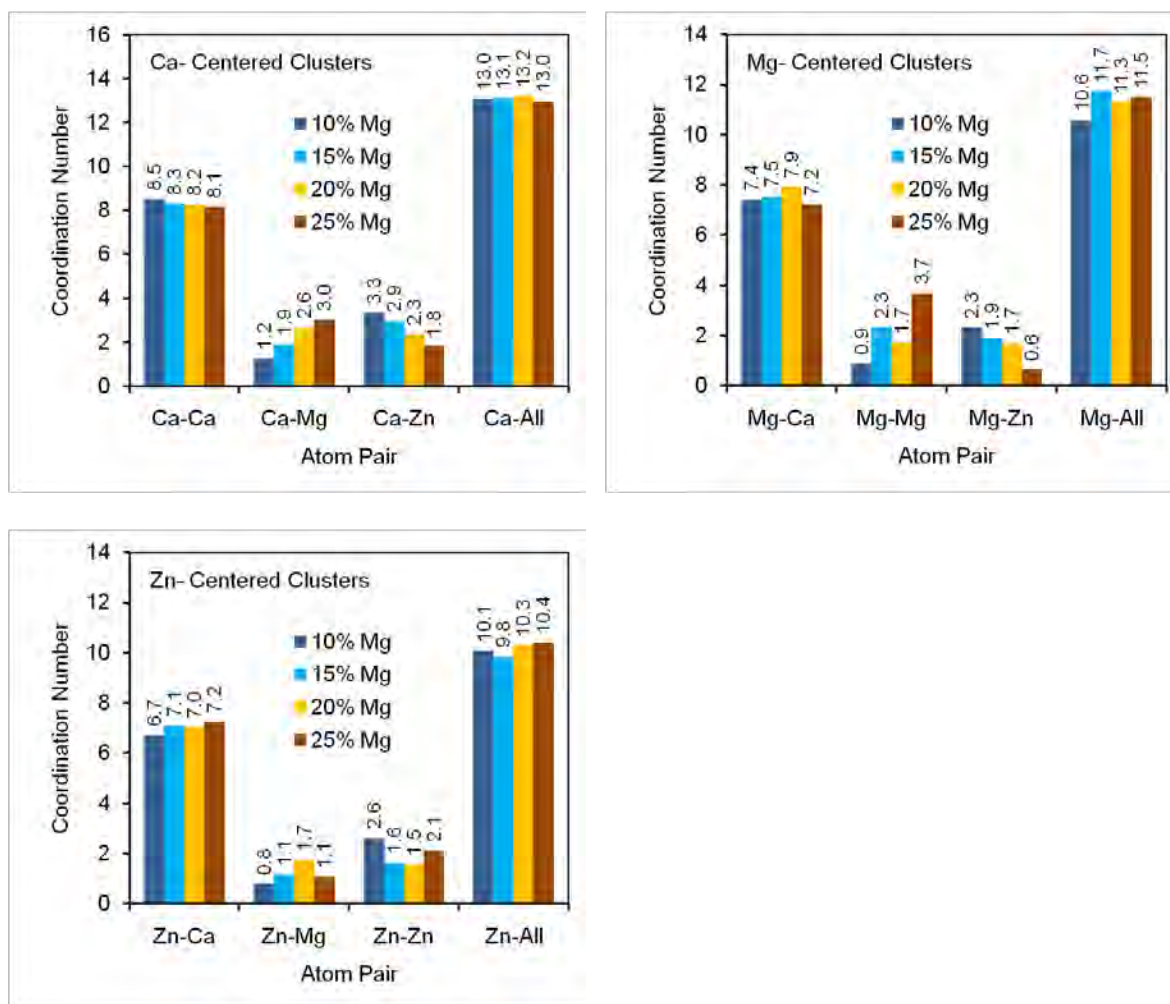 Ca- Centered Clusters
Coordination Number
16
14
12
10
8
6
4
2
0
10% Mg
15% Mg
20% Mg
25% Mg
8.5 8.3 8.2 8.1
1.2 1.9 2.6 3.0
3.3 2.9 2.3 1.8
13.0 13.1 13.2 13.0
Ca-Ca Ca-Mg Ca-Zn Ca-All
Atom Pair
Mg- Centered Clusters
Coordination Number
14
12
10
8
6
4
2
0
10% Mg
15% Mg
20% Mg
25% Mg
7.4 7.5 7.9 7.2
0.9 2.3 1.7 3.7
2.3 1.9 1.7 0.6
10.6 11.7 11.3 11.5
Mg-Ca Mg-Mg Mg-Zn Mg-All
Atom Pair
Zn- Centered Clusters
Coordination Number
14
12
10
8
6
4
2
0
10% Mg
15% Mg
20% Mg
25% Mg
6.7 7.1 7.0 7.2
0.8 1.1 1.7 1.1
2.6 1.6 1.5 2.1
10.1 9.8 10.3 10.4
Zn-Ca Zn-Mg Zn-Zn Zn-All
Atom Pair